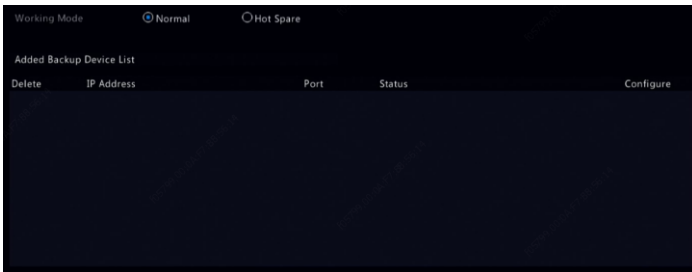 Working Mode Normal Hot Spare
Added Backup Device List
Delete IP Address Port Status Configure